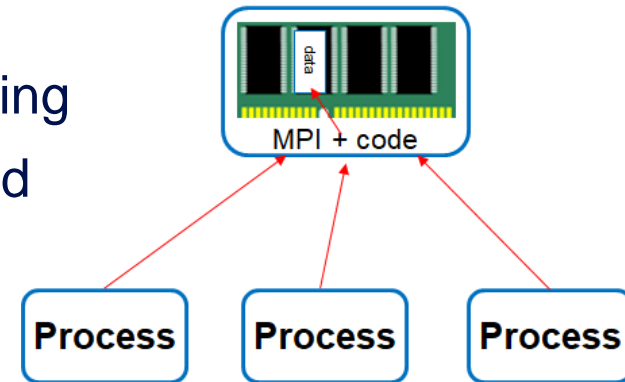 data
ing
MPI + code
d
Process Process Process